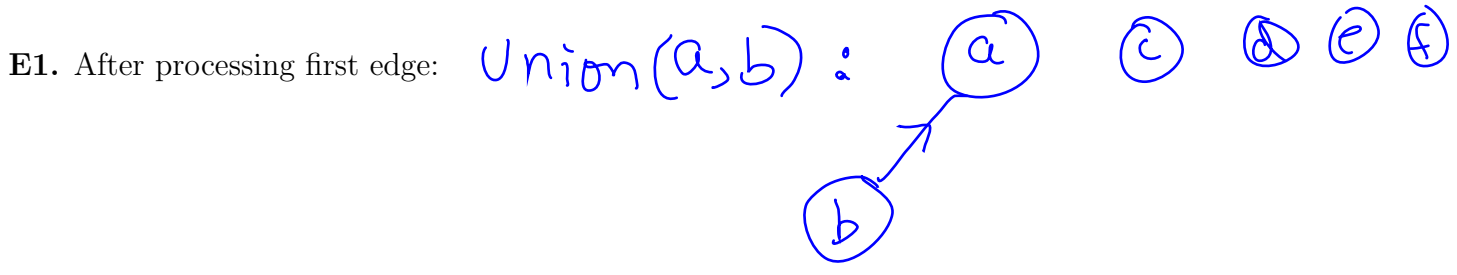 E1. After processing first edge: Union(a,b) : a c d e f
b